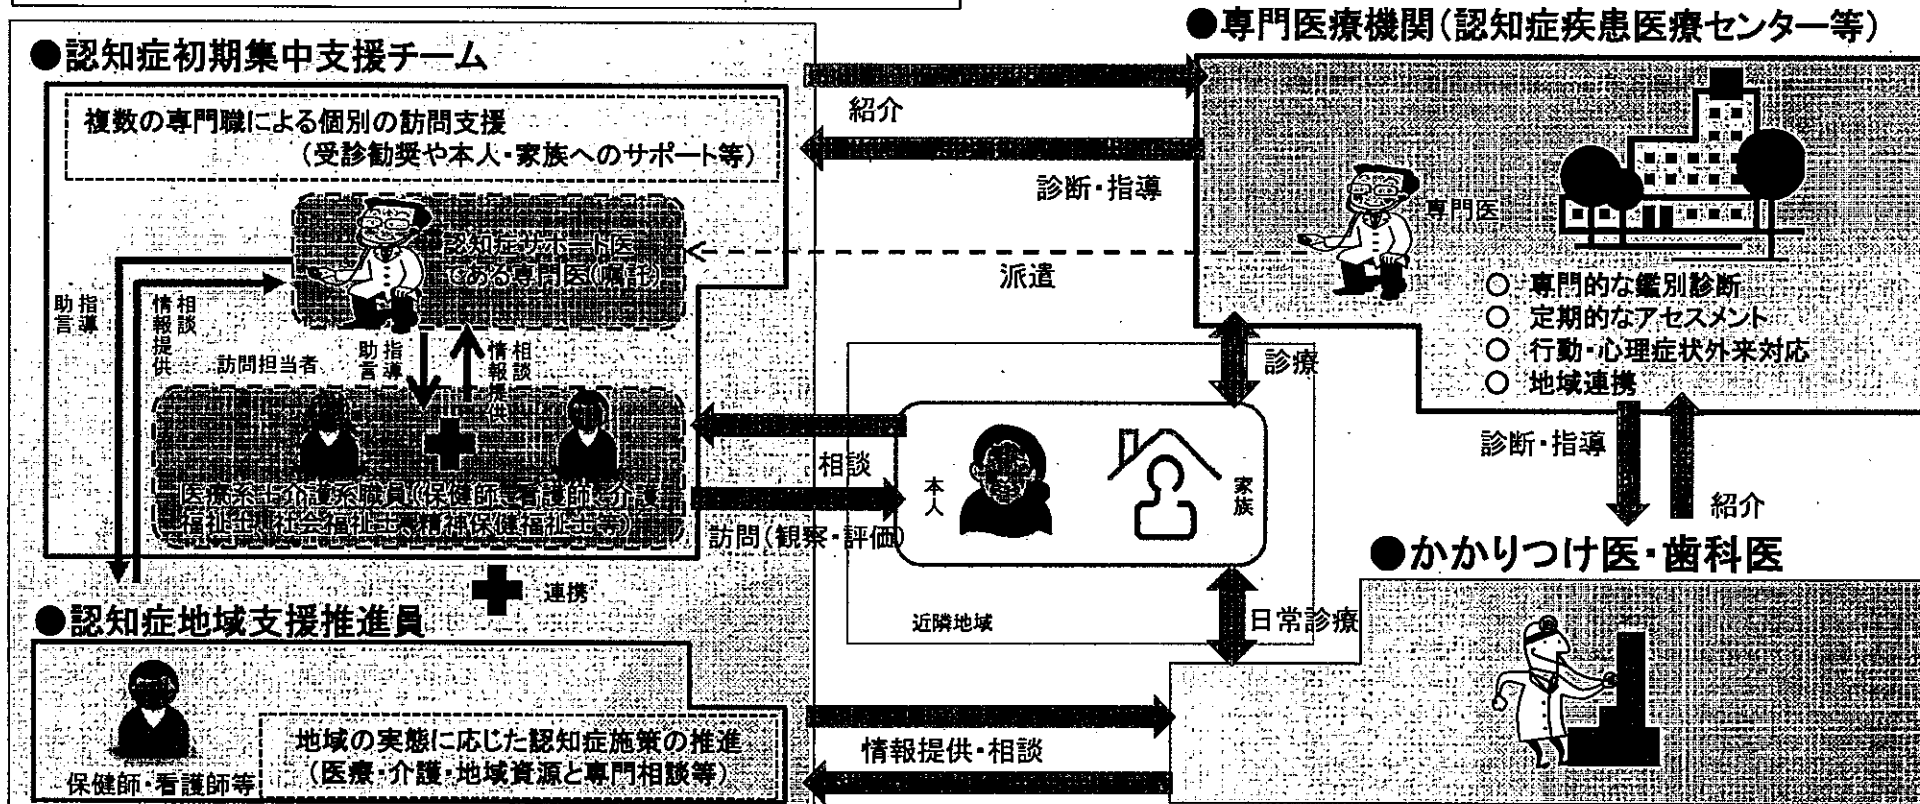 ●認知症初期集中支援チーム
複数の専門職による個別の訪問支援
(受診勧奨や本人・家族へのサポート等)
認知症サポート医
である専門医(嘱託)
指導
助言
相談
情報提供
訪問担当者
指導
助言
相談
情報提供
医療系+介護系職員(保健師、看護師、介護
福祉士、社会福祉士、精神保健福祉士等)
連携
●認知症地域支援推進員
保健師・看護師等
地域の実態に応じた認知症施策の推進
(医療・介護・地域資源と専門相談等)
紹介
診断・指導
派遣
相談
訪問(観察・評価)
本人
家族
近隣地域
診療
日常診療
情報提供・相談
●専門医療機関(認知症疾患医療センター等)
専門医
○ 専門的な鑑別診断
○ 定期的なアセスメント
○ 行動・心理症状外来対応
○ 地域連携
診断・指導
紹介
●かかりつけ医・歯科医